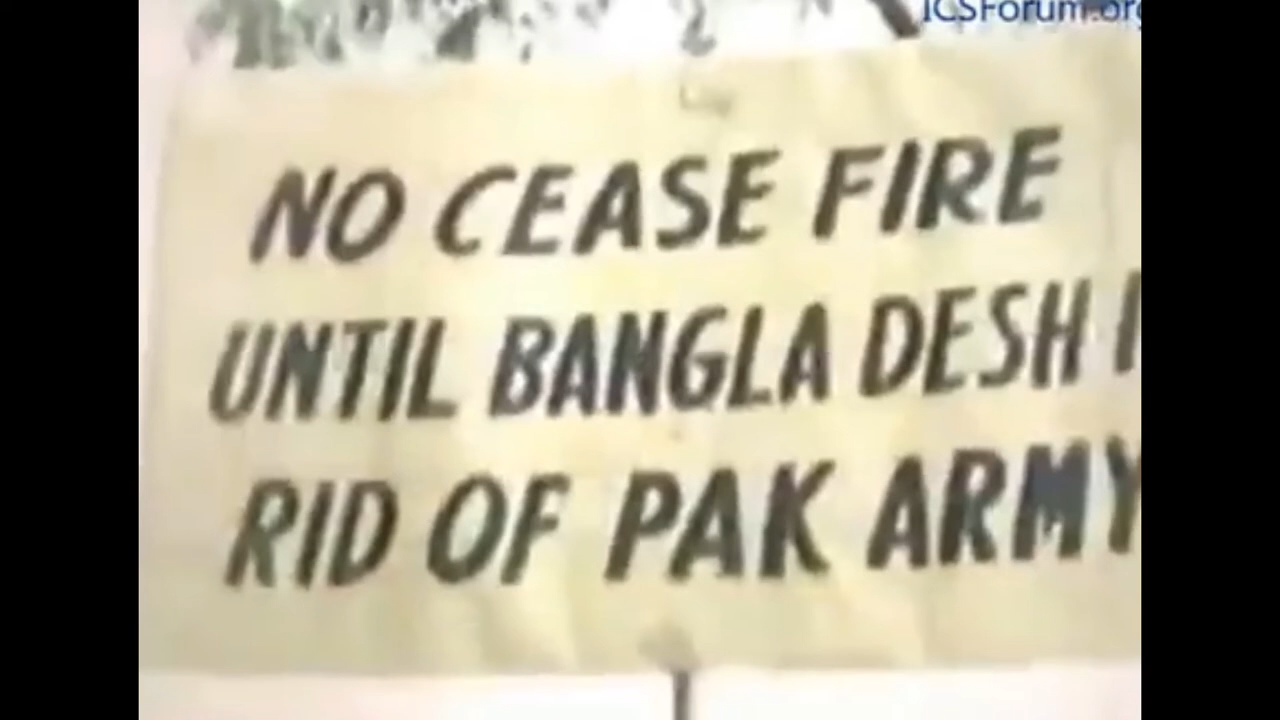 ICSForum.org
NO CEASE FIRE
UNTIL BANGLA DESH
RID OF PAK ARMY